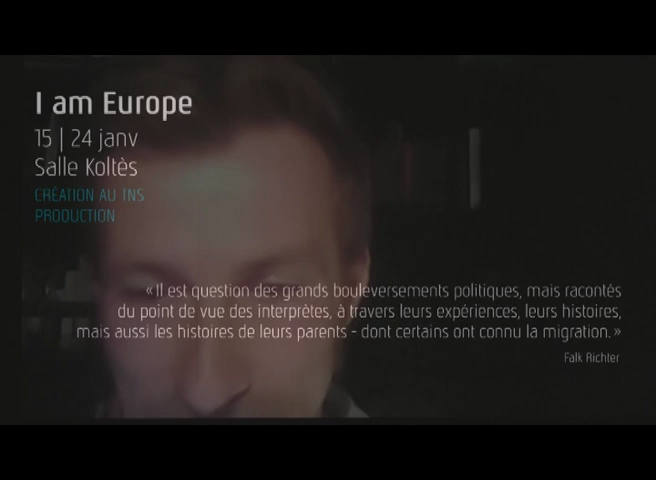 I am Europe
15 | 24 janv
Salle Koltès
CRÉATION AU TNS
PRODUCTION
« Il est question des grands bouleversements politiques, mais racontés
du point de vue des interprètes, à travers leurs expériences, leurs histoires,
mais aussi les histoires de leurs parents - dont certains ont connu la migration. »
Falk Richter